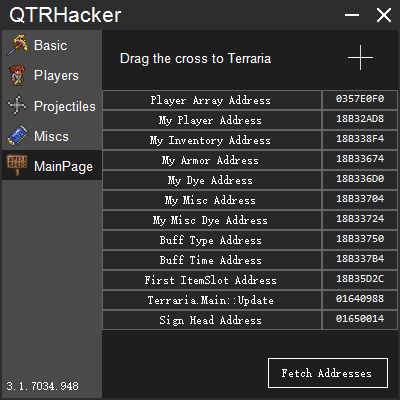 QTRHacker
Basic
Players
Projectiles
Miscs
MainPage
3.1.7034.948
Drag the cross to Terraria
Player Array Address 0357E0F0
My Player Address 18B32AD8
My Inventory Address 18B338F4
My Armor Address 18B33674
My Dye Address 18B336D0
My Misc Address 18B33704
My Misc Dye Address 18B33724
Buff Type Address 18B33750
Buff Time Address 18B337B4
First ItemSlot Address 18B35D2C
Terraria.Main::Update 01640988
Sign Head Address 01650014
Fetch Addresses